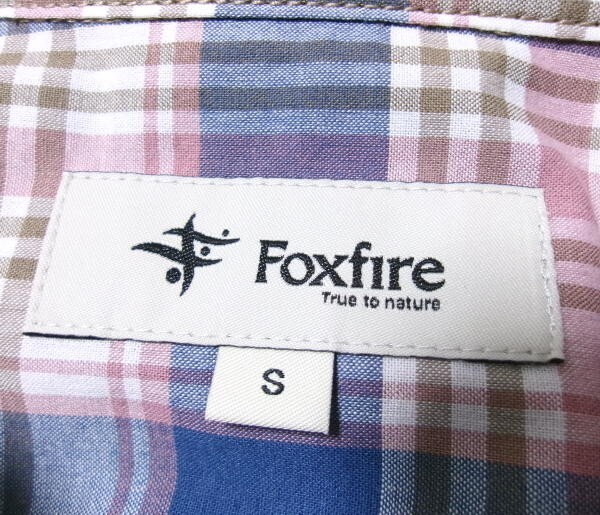 Foxfire
True to nature
S